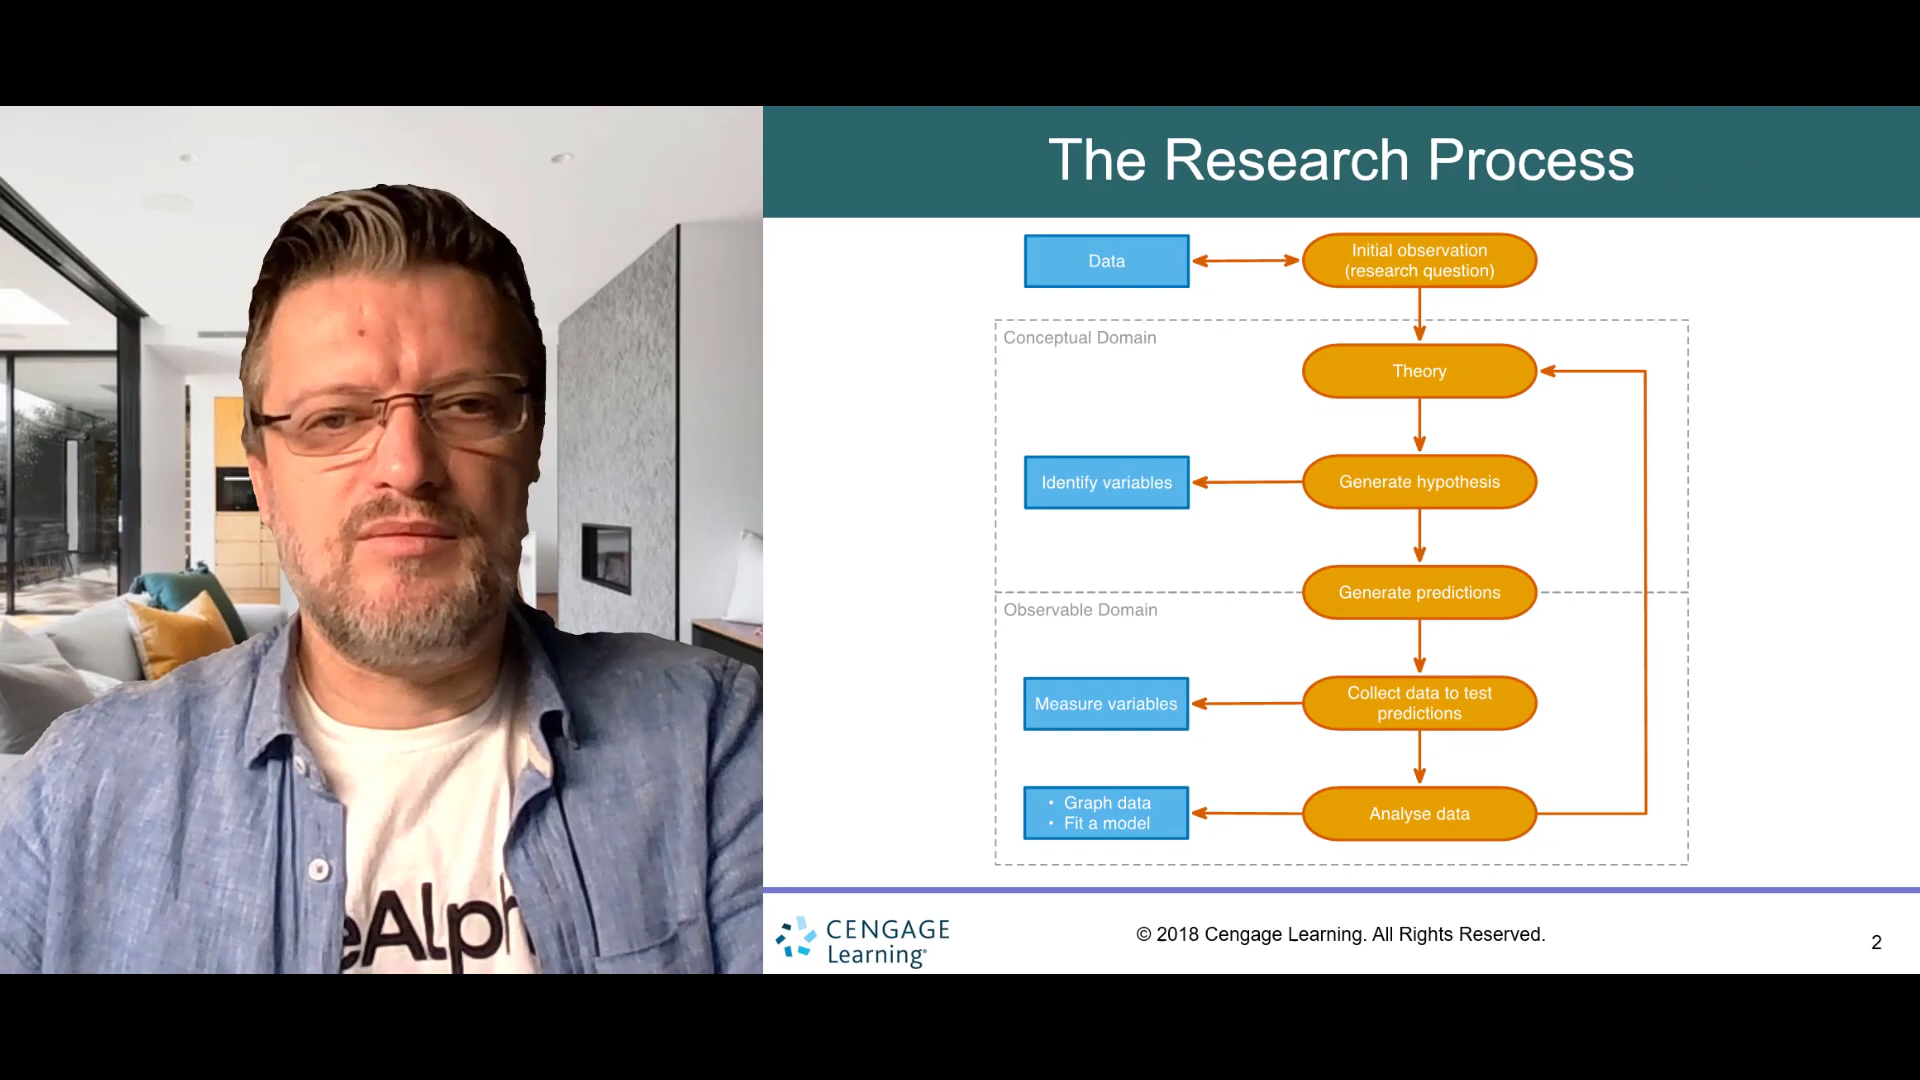 The Research Process
Data
Initial observation
(research question)
Conceptual Domain
Theory
Identify variables
Generate hypothesis
Generate predictions
Observable Domain
Measure variables
Collect data to test
predictions
• Graph data
• Fit a model
Analyse data
eAlph
CENGAGE
Learning®
© 2018 Cengage Learning. All Rights Reserved.
2